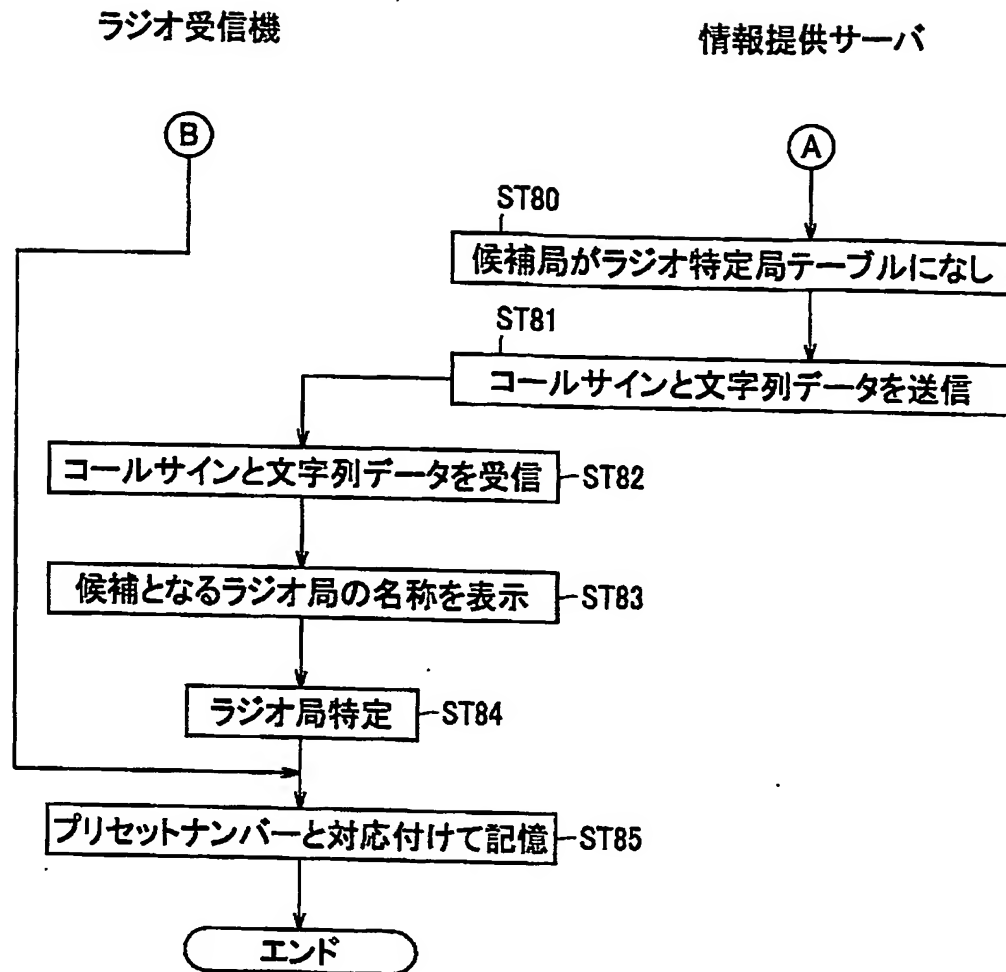 ラジオ受信機
情報提供サーバ
B
A
ST80
候補局がラジオ特定局テーブルになし
ST81
コールサインと文字列データを送信
コールサインと文字列データを受信
ST82
候補となるラジオ局の名称を表示
ST83
ラジオ局特定
ST84
プリセットナンバーと対応付けて記憶
ST85
エンド